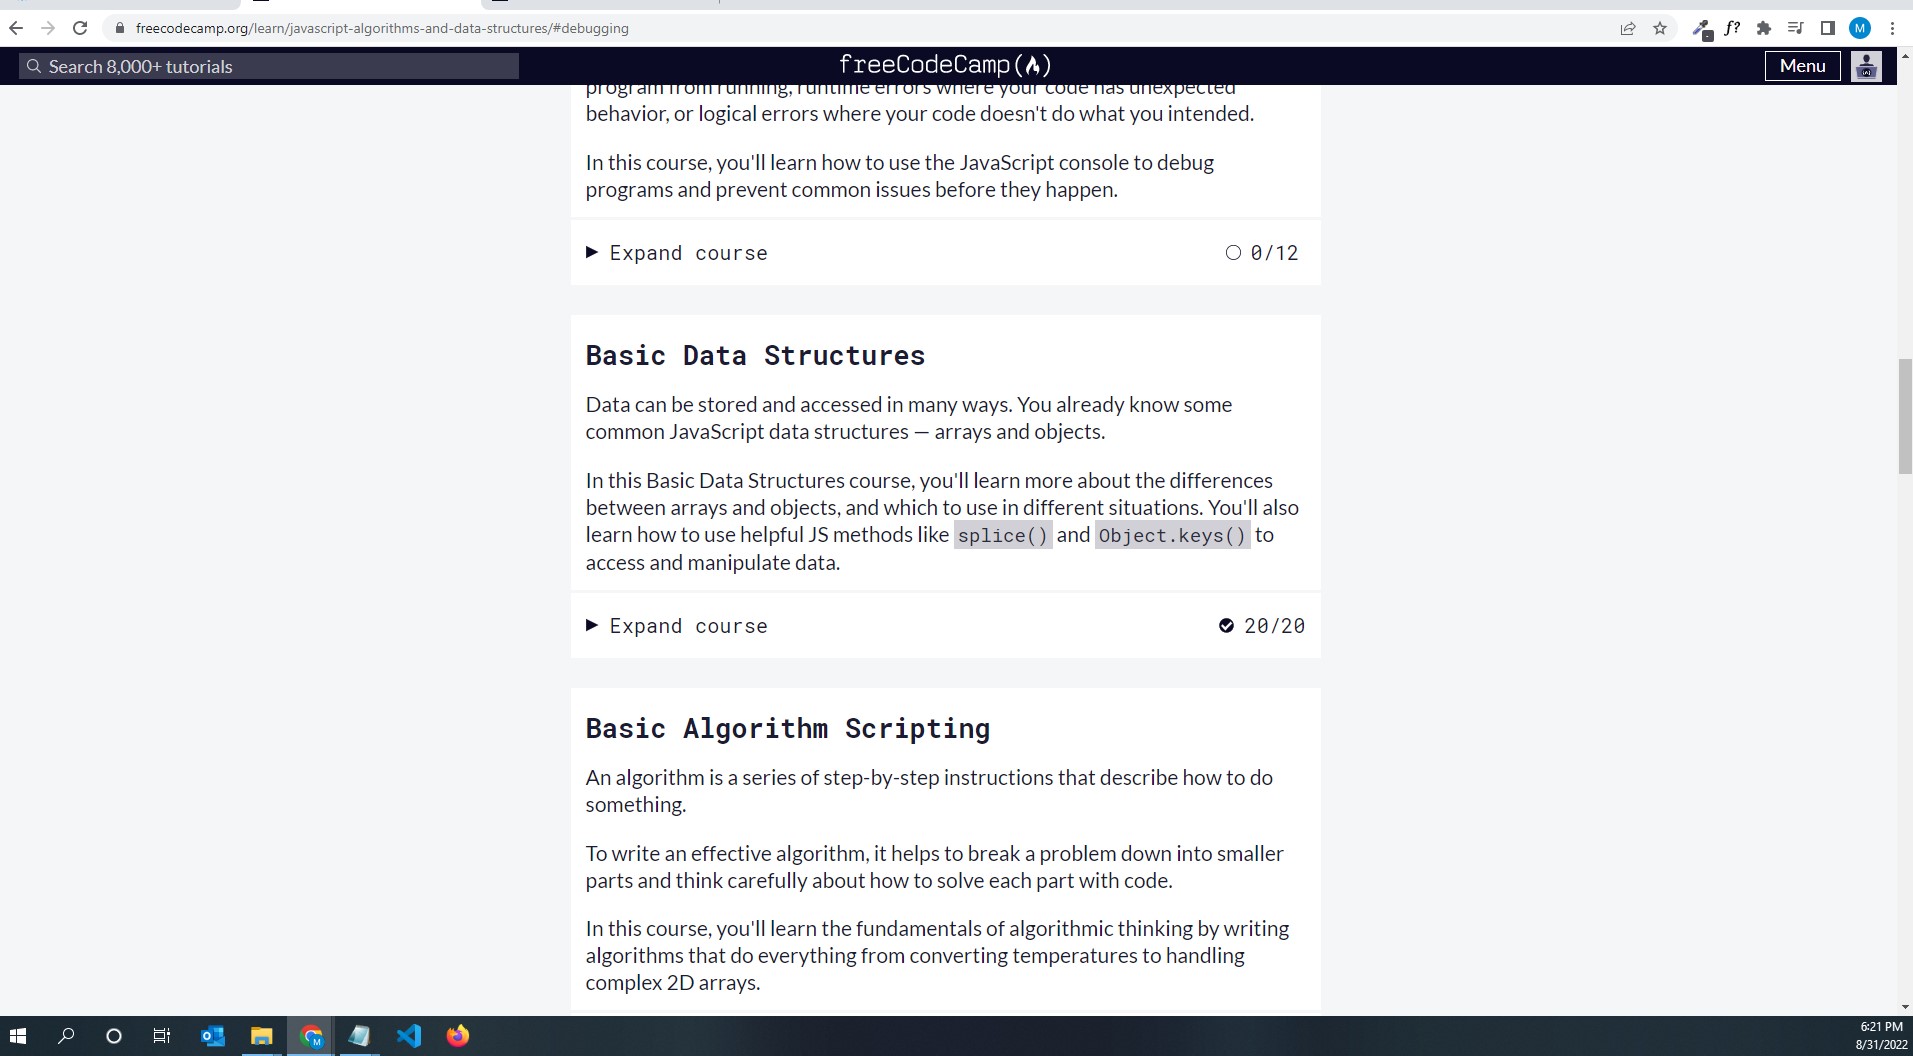 freecodecamp.org/learn/javascript-algorithms-and-data-structures/#debugging
f?
M
Search 8,000+ tutorials
freeCodeCamp(🔥)
Menu
program from running, runtime errors where your code has unexpected
behavior, or logical errors where your code doesn't do what you intended.
In this course, you'll learn how to use the JavaScript console to debug
programs and prevent common issues before they happen.
Expand course
0/12
Basic Data Structures
Data can be stored and accessed in many ways. You already know some
common JavaScript data structures — arrays and objects.
In this Basic Data Structures course, you'll learn more about the differences
between arrays and objects, and which to use in different situations. You'll also
learn how to use helpful JS methods like splice() and Object.keys() to
access and manipulate data.
Expand course
20/20
Basic Algorithm Scripting
An algorithm is a series of step-by-step instructions that describe how to do
something.
To write an effective algorithm, it helps to break a problem down into smaller
parts and think carefully about how to solve each part with code.
In this course, you'll learn the fundamentals of algorithmic thinking by writing
algorithms that do everything from converting temperatures to handling
complex 2D arrays.
6:21 PM
8/31/2022